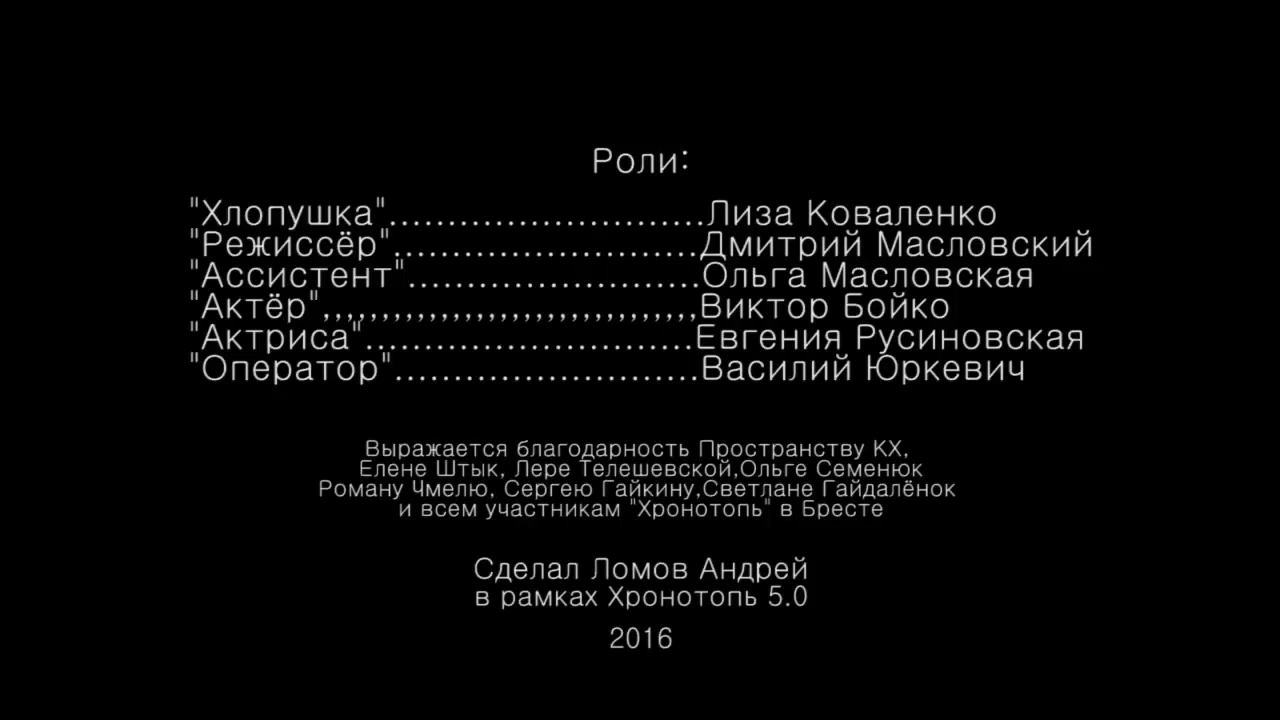 Роли:
"Хлопушка"...........................Лиза Коваленко
"Режиссёр"..........................Дмитрий Масловский
"Ассистент".........................Ольга Масловская
"Актёр",,,,,,,,,,,,,,,,,,,,,,,,,,,,,,,,Виктор Бойко
"Актриса"............................Евгения Русиновская
"Оператор"..........................Василий Юркевич
Выражается благодарность Пространству КХ,
Елене Штык, Лере Телешевской,Ольге Семенюк
Роману Чмелю, Сергею Гайкину,Светлане Гайдалёнок
и всем участникам "Хронотопь" в Бресте
Сделал Ломов Андрей
в рамках Хронотопь 5.0
2016